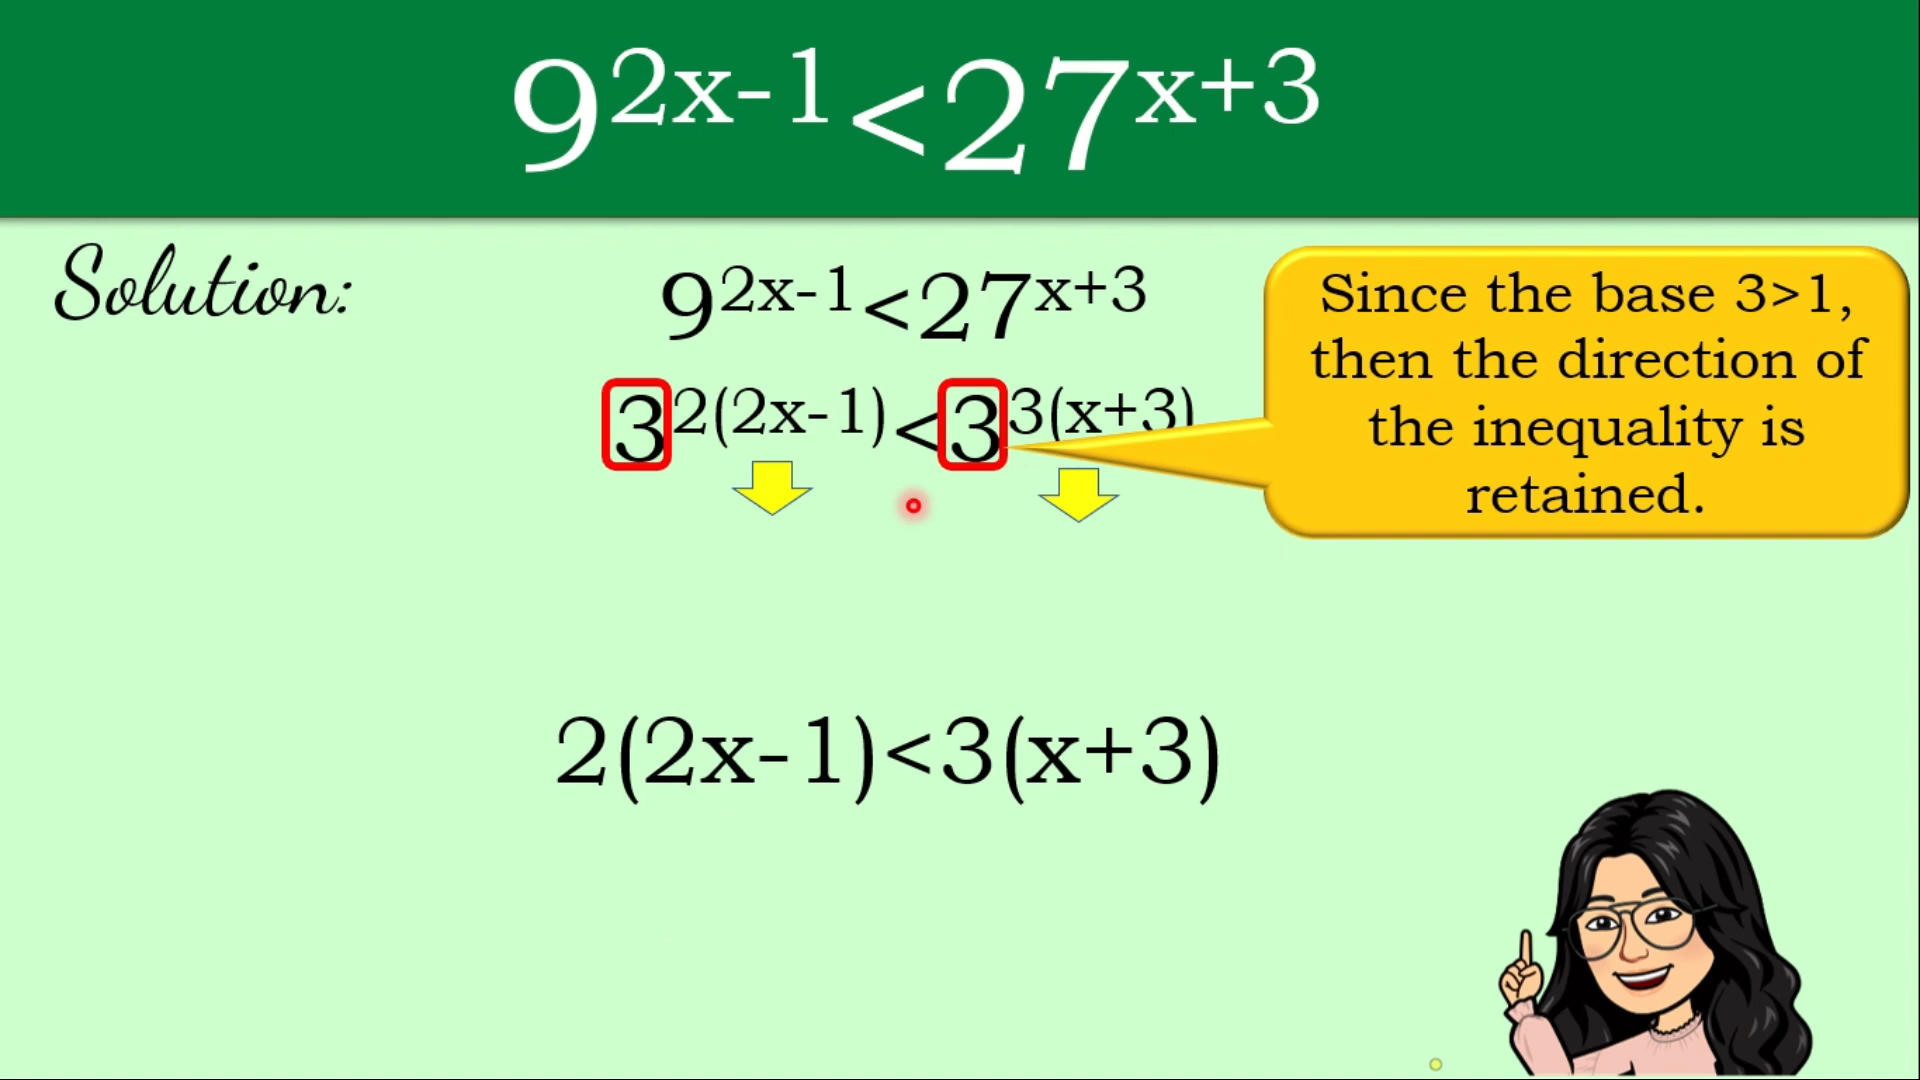 9^{2x-1}<27^{x+3}
Solution:
9^{2x-1}<27^{x+3}
3^{2(2x-1)}<3^{3(x+3)}
Since the base 3>1,
then the direction of
the inequality is
retained.
2(2x-1)<3(x+3)